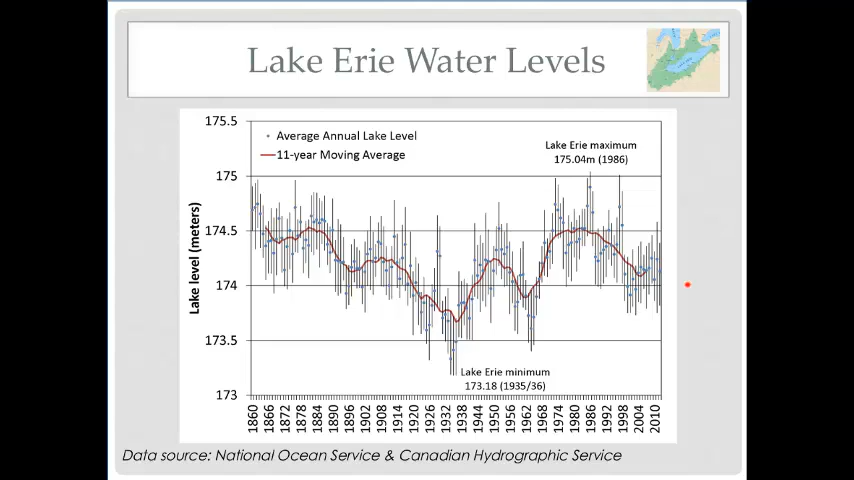 Lake Erie Water Levels
175.5
175
174.5
174
173.5
173
Lake level (meters)
Average Annual Lake Level
11-year Moving Average
Lake Erie maximum
175.04m (1986)
Lake Erie minimum
173.18 (1935/36)
1860 1866 1872 1878 1884 1890 1896 1902 1908 1914 1920 1926 1932 1938 1944 1950 1956 1962 1968 1974 1980 1986 1992 1998 2004 2010
Data source: National Ocean Service & Canadian Hydrographic Service